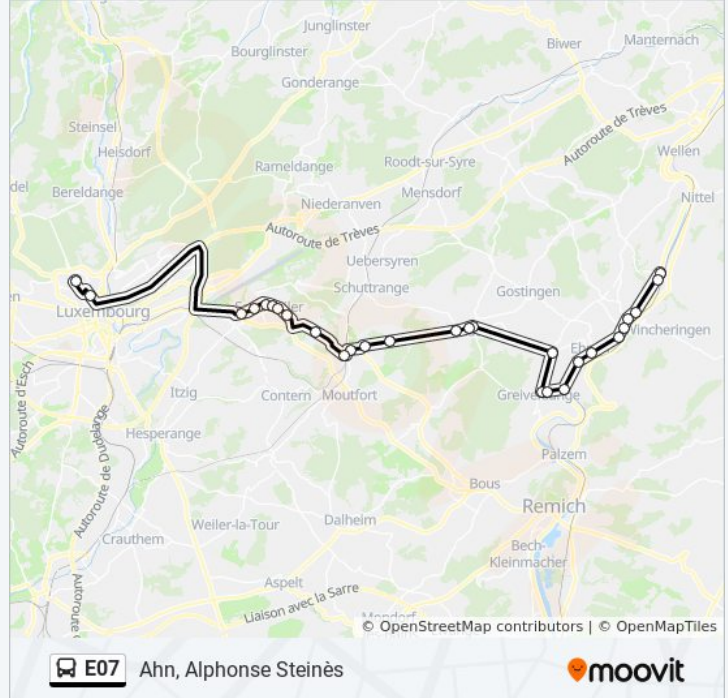 Junglinster
Bourglinster
Biwer
Manternach
Gonderange
Steinsel
Heisdorf
Autoroute de Trèves
Wellen
Rameldange
Roodt-sur-Syre
Bereldange
Mensdorf
Nittel
Niederanven
Autoroute de Trèves
Uebersyren
Schuttrange
Gostingen
Luxembourg
Wincheringen
Itzig
Contern
Moutfort
Autoroute d'Esch
Hesperange
Palzem
Autoroute de Dudelange
Bous
Remich
Weiler-la-Tour
Dalheim
Crauthem
Bech-
Kleinmacher
Aspelt
Liaison avec la Sarre
© OpenStreetMap contributors | © OpenMapTiles
E07 Ahn, Alphonse Steinès
moovit